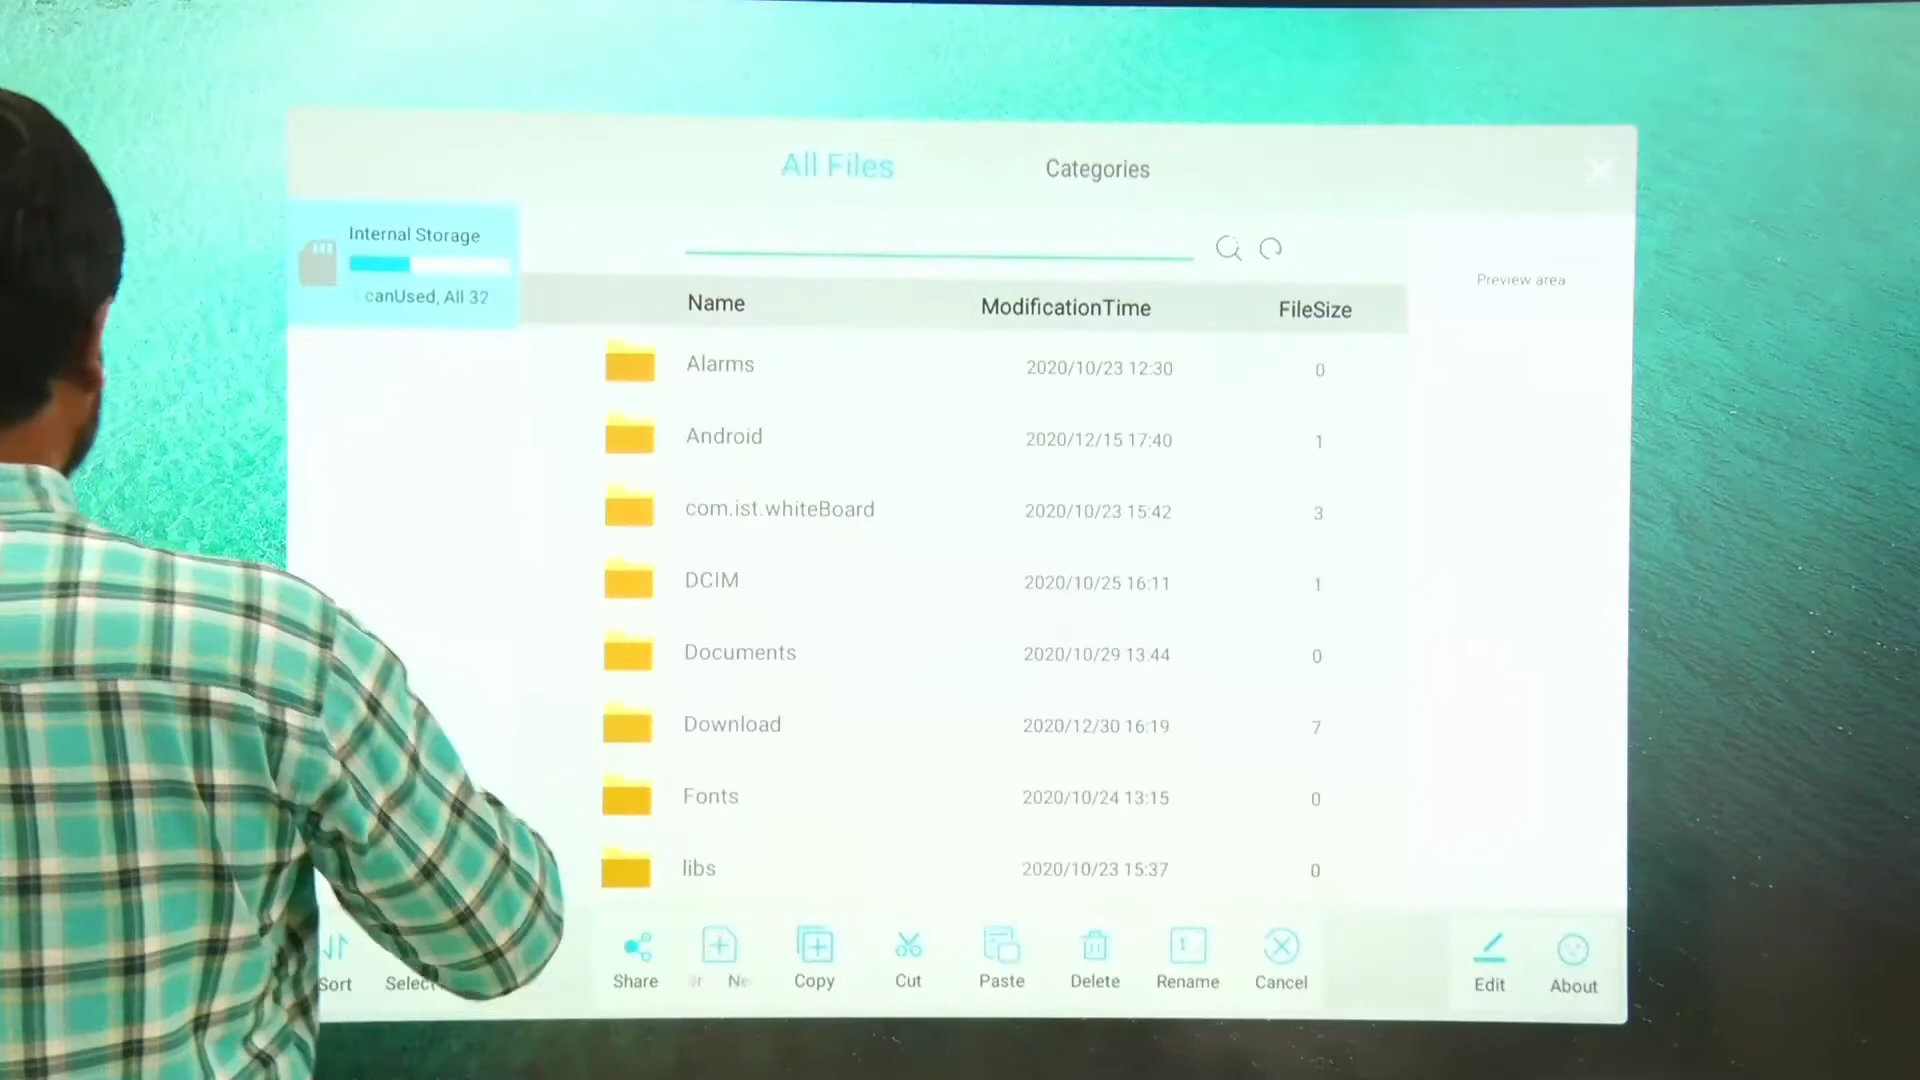 All Files Categories
Internal Storage
canUsed, All 32
Preview area
Name ModificationTime FileSize
Alarms 2020/10/23 12:30 0
Android 2020/12/15 17:40 1
com.ist.whiteBoard 2020/10/23 15:42 3
DCIM 2020/10/25 16:11 1
Documents 2020/10/29 13:44 0
Download 2020/12/30 16:19 7
Fonts 2020/10/24 13:15 0
libs 2020/10/23 15:37 0
Sort Select Share Copy Cut Paste Delete Rename Cancel Edit About